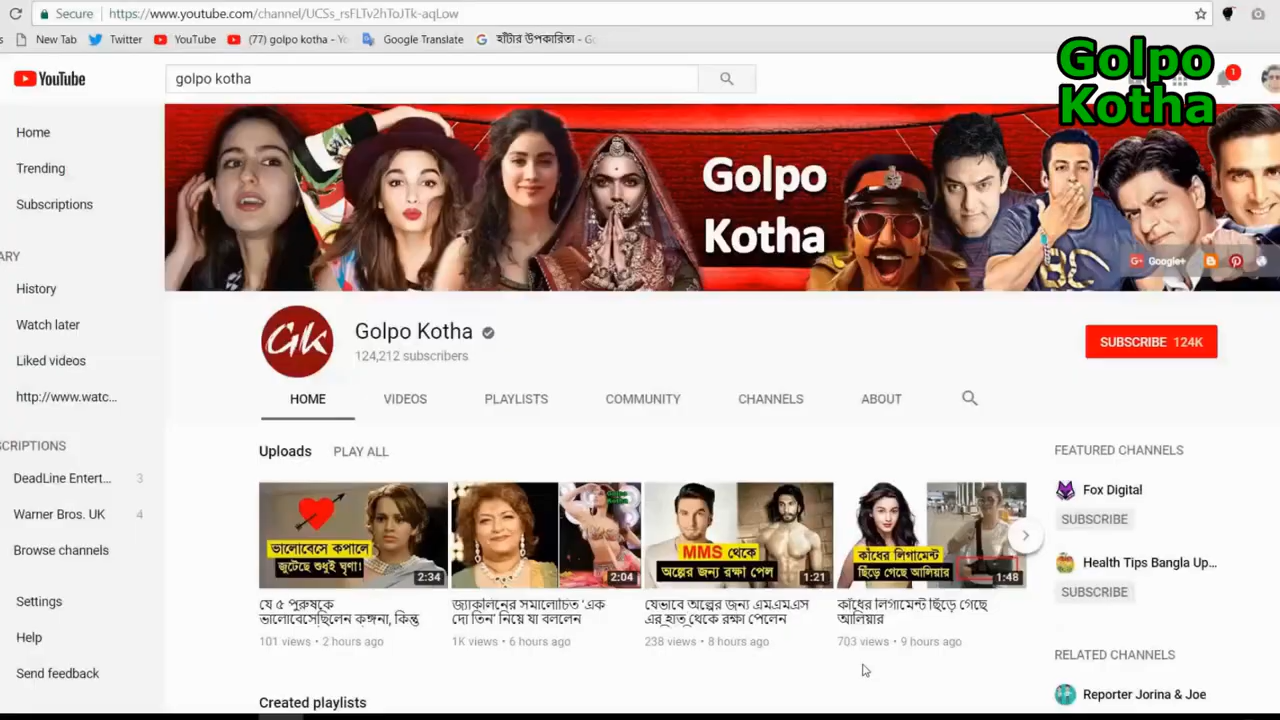 Secure
https://www.youtube.com/channel/UCSs_rsFLTv2hToJTk-aqLow
New Tab
Twitter
YouTube
(77) golpo kotha - Yo
Google Translate
হাঁটার উপকারিতা - Go
YouTube
golpo kotha
1
Golpo
Kotha
Home
Trending
Subscriptions
ARY
History
Watch later
Liked videos
http://www.watc...
SCRIPTIONS
DeadLine Entert... 3
Warner Bros. UK 4
Browse channels
Settings
Help
Send feedback
Golpo
Kotha
Google+
GK
Golpo Kotha
124,212 subscribers
SUBSCRIBE 124K
HOME
VIDEOS
PLAYLISTS
COMMUNITY
CHANNELS
ABOUT
Uploads PLAY ALL
ভালোবেসে কপালে
জুটেছে শুধুই ঘৃণা!
2:34
যে ৫ পুরুষকে
ভালোবেসেছিলেন কঙ্গনা, কিন্তু
101 views • 2 hours ago
2:04
জ্যাকলিনের সমালোচিত 'এক
দো তিন' নিয়ে যা বললেন
1K views • 6 hours ago
MMS থেকে
অল্পের জন্য রক্ষা পেল
1:21
যেভাবে অল্পের জন্য এমএমএস
এর হাত থেকে রক্ষা পেলেন
238 views • 8 hours ago
কাঁধের লিগামেন্ট
ছিঁড়ে গেছে আলিয়ার
1:48
কাঁধের লিগামেন্ট ছিঁড়ে গেছে
আলিয়ার
703 views • 9 hours ago
Created playlists
FEATURED CHANNELS
Fox Digital
SUBSCRIBE
Health Tips Bangla Up...
SUBSCRIBE
RELATED CHANNELS
Reporter Jorina & Joe